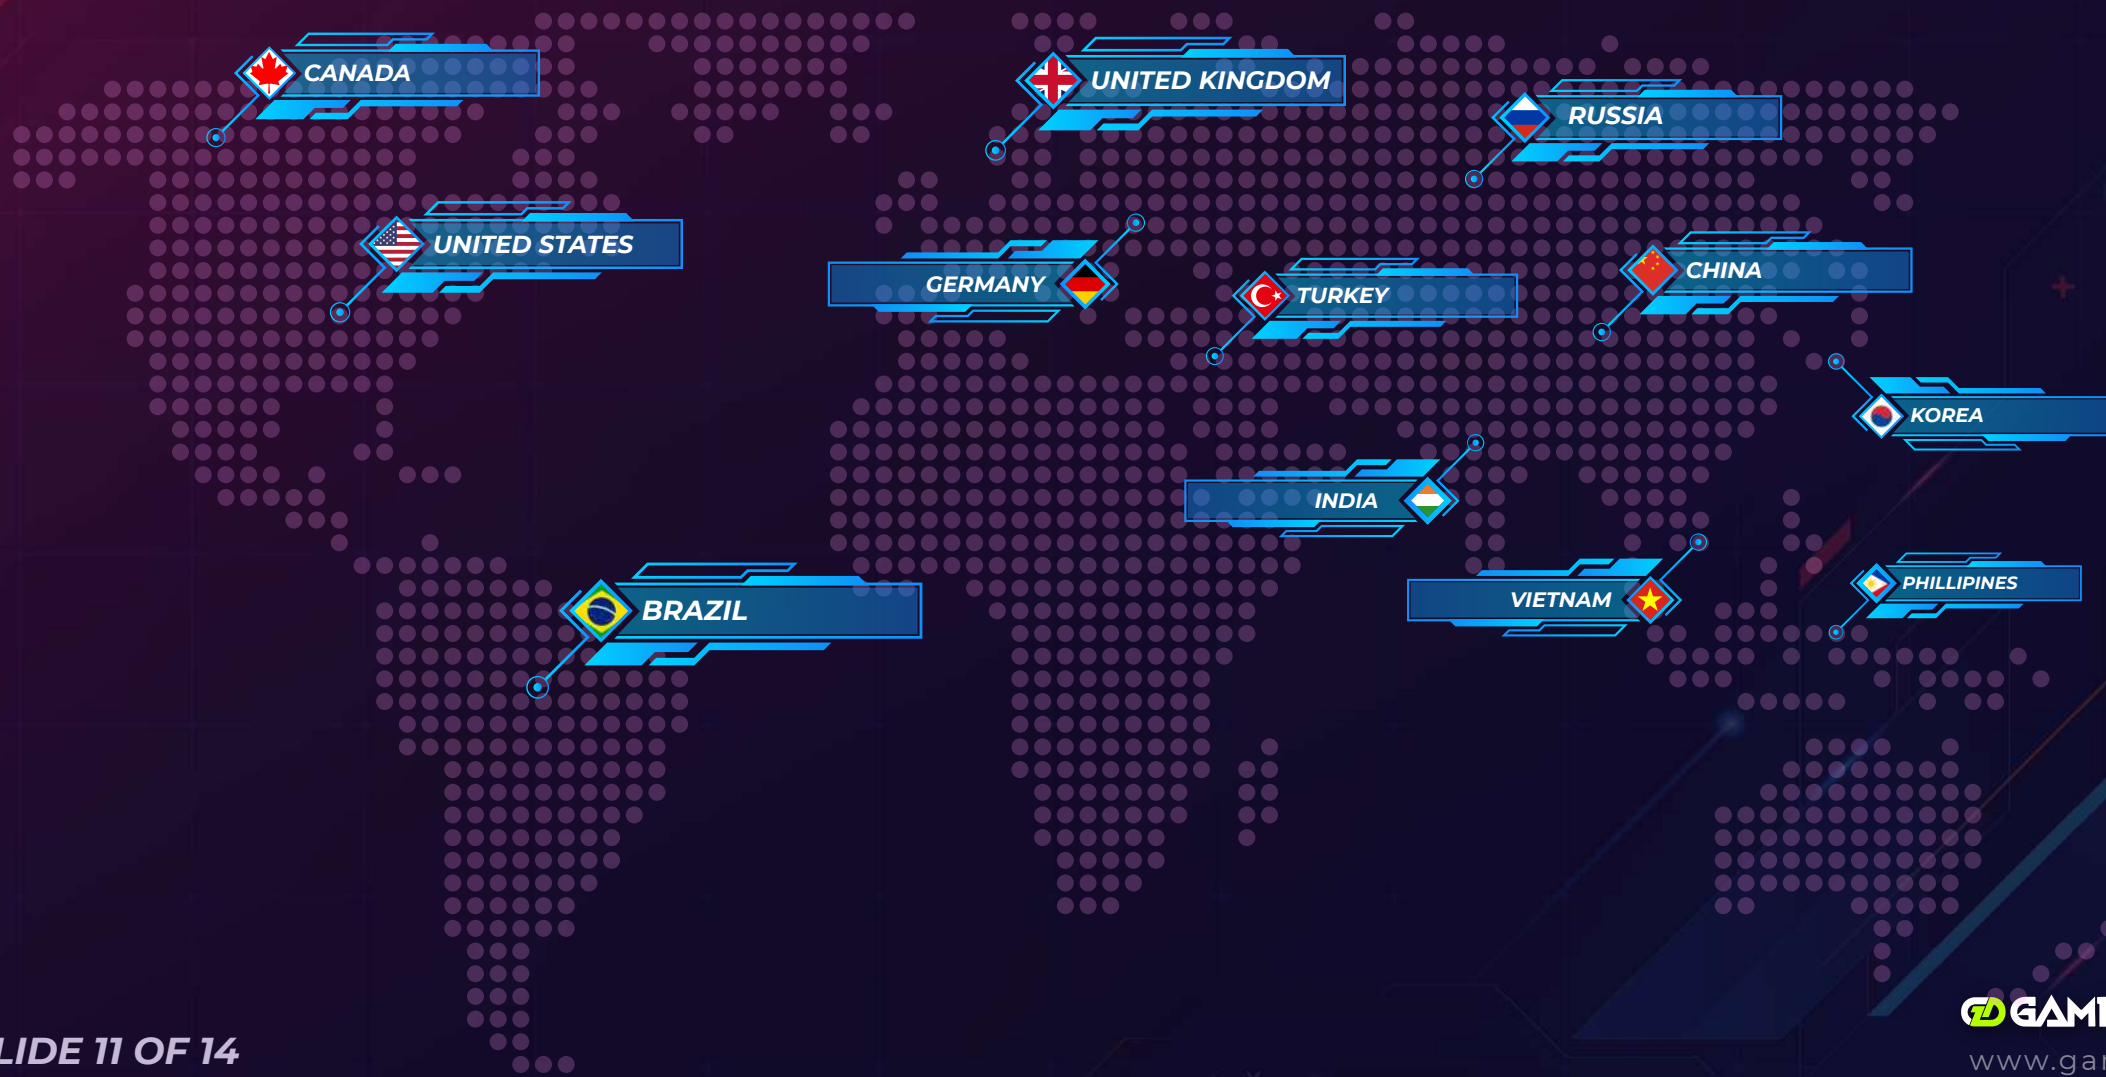 CANADA
UNITED KINGDOM
RUSSIA
UNITED STATES
GERMANY
TURKEY
CHINA
KOREA
INDIA
BRAZIL
VIETNAM
PHILLIPINES
LIDE 11 OF 14
GAM
www.gar